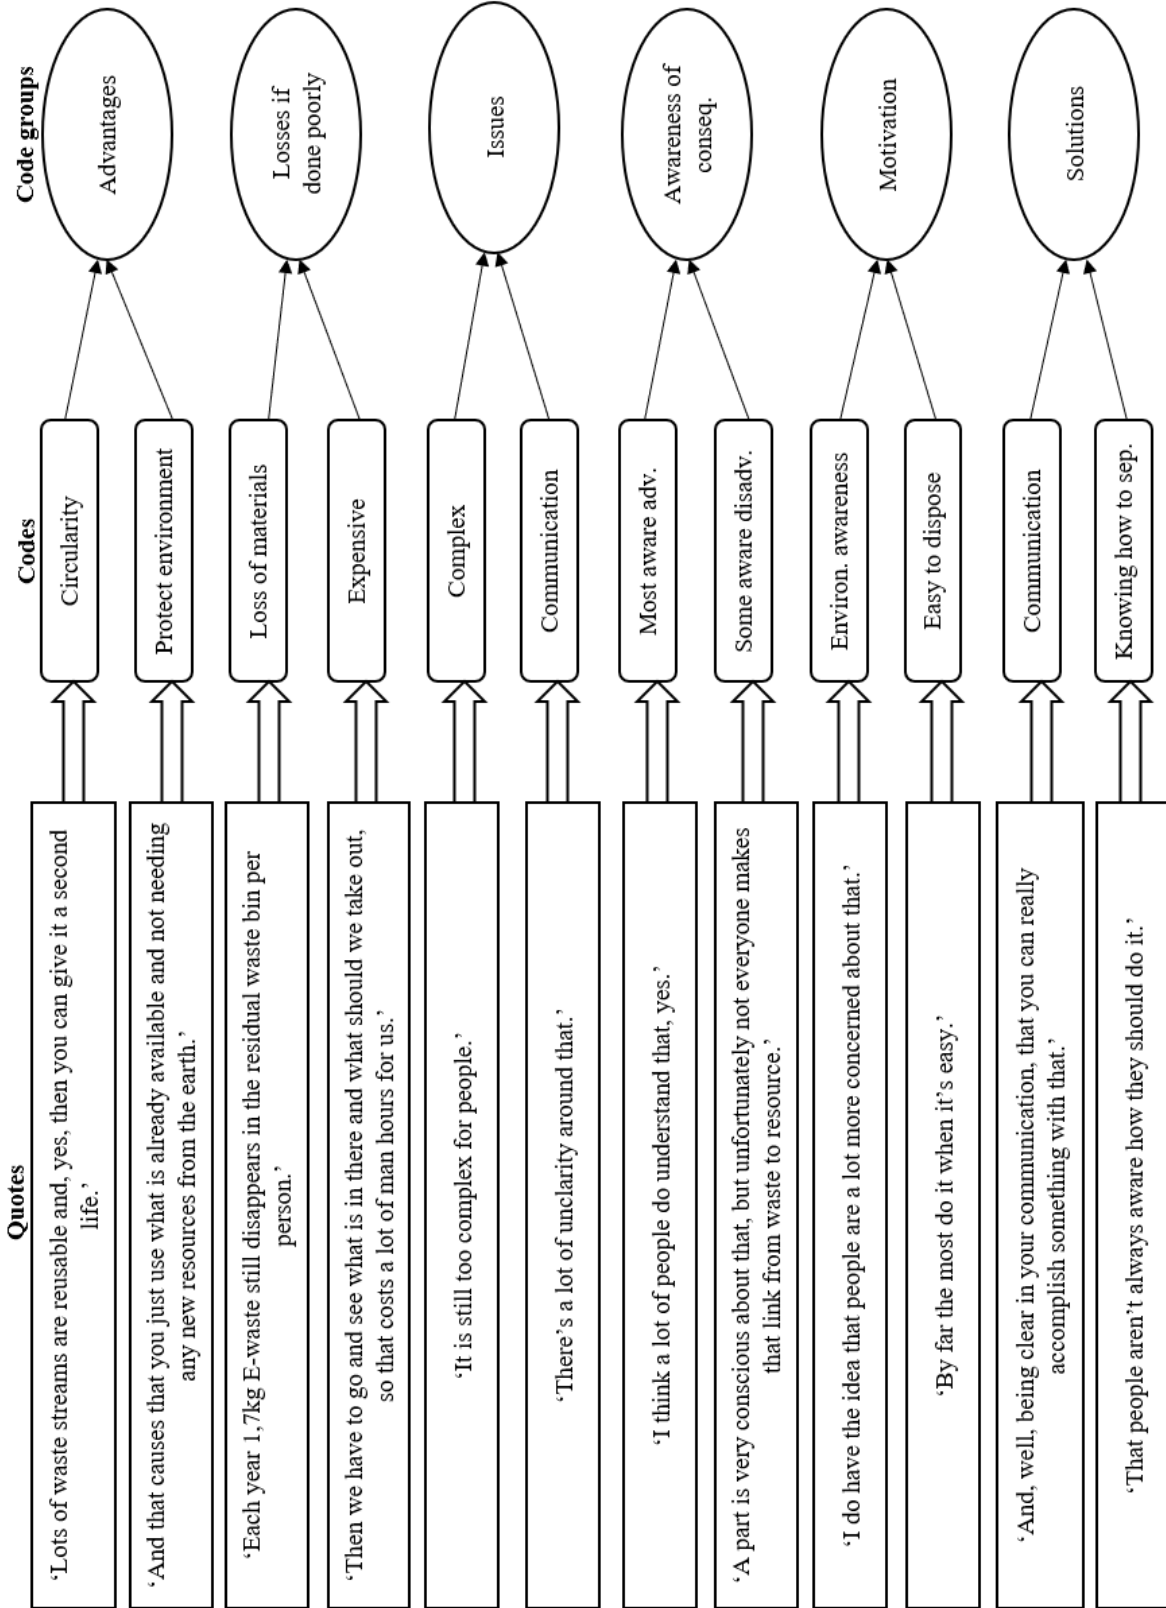 Quotes
Codes
Code groups
‘Lots of waste streams are reusable and, yes, then you can give it a second
life.’
Circularity
‘And that causes that you just use what is already available and not needing
any new resources from the earth.’
Protect environment
Advantages
‘Each year 1,7kg E-waste still disappears in the residual waste bin per
person.’
Loss of materials
‘Then we have to go and see what is in there and what should we take out,
so that costs a lot of man hours for us.’
Expensive
Losses if
done poorly
‘It is still too complex for people.’
Complex
‘There’s a lot of unclarity around that.’
Communication
Issues
‘I think a lot of people do understand that, yes.’
Most aware adv.
‘A part is very conscious about that, but unfortunately not everyone makes
that link from waste to resource.’
Some aware disadv.
Awareness of
conseq.
‘I do have the idea that people are a lot more concerned about that.’
Environ. awareness
‘By far the most do it when it’s easy.’
Easy to dispose
Motivation
‘And, well, being clear in your communication, that you can really
accomplish something with that.’
Communication
‘That people aren’t always aware how they should do it.’
Knowing how to sep.
Solutions